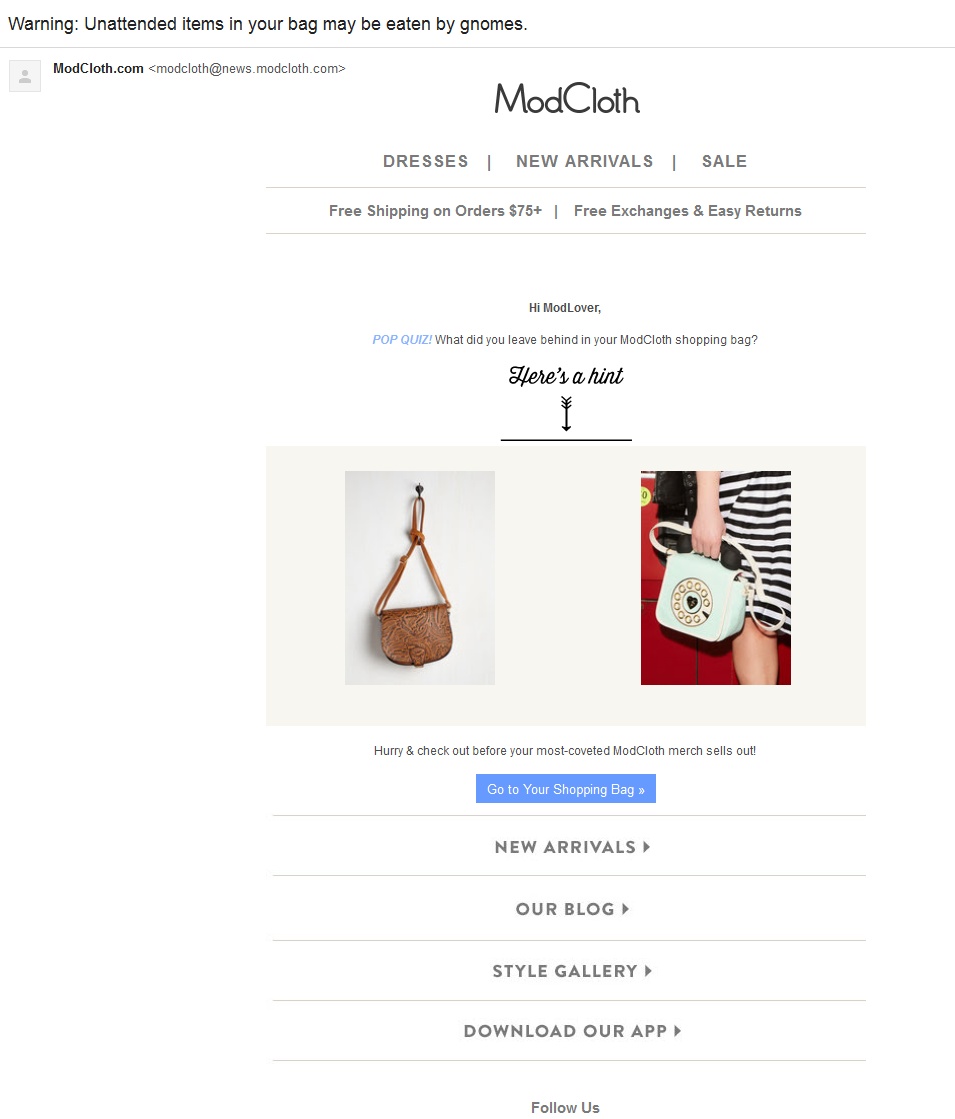 Warning: Unattended items in your bag may be eaten by gnomes.
ModCloth.com <modcloth@news.modcloth.com>
ModCloth
DRESSES | NEW ARRIVALS | SALE
Free Shipping on Orders $75+ | Free Exchanges & Easy Returns
Hi ModLover,
POP QUIZ! What did you leave behind in your ModCloth shopping bag?
Here's a hint
Hurry & check out before your most-coveted ModCloth merch sells out!
Go to Your Shopping Bag »
NEW ARRIVALS
OUR BLOG
STYLE GALLERY
DOWNLOAD OUR APP
Follow Us